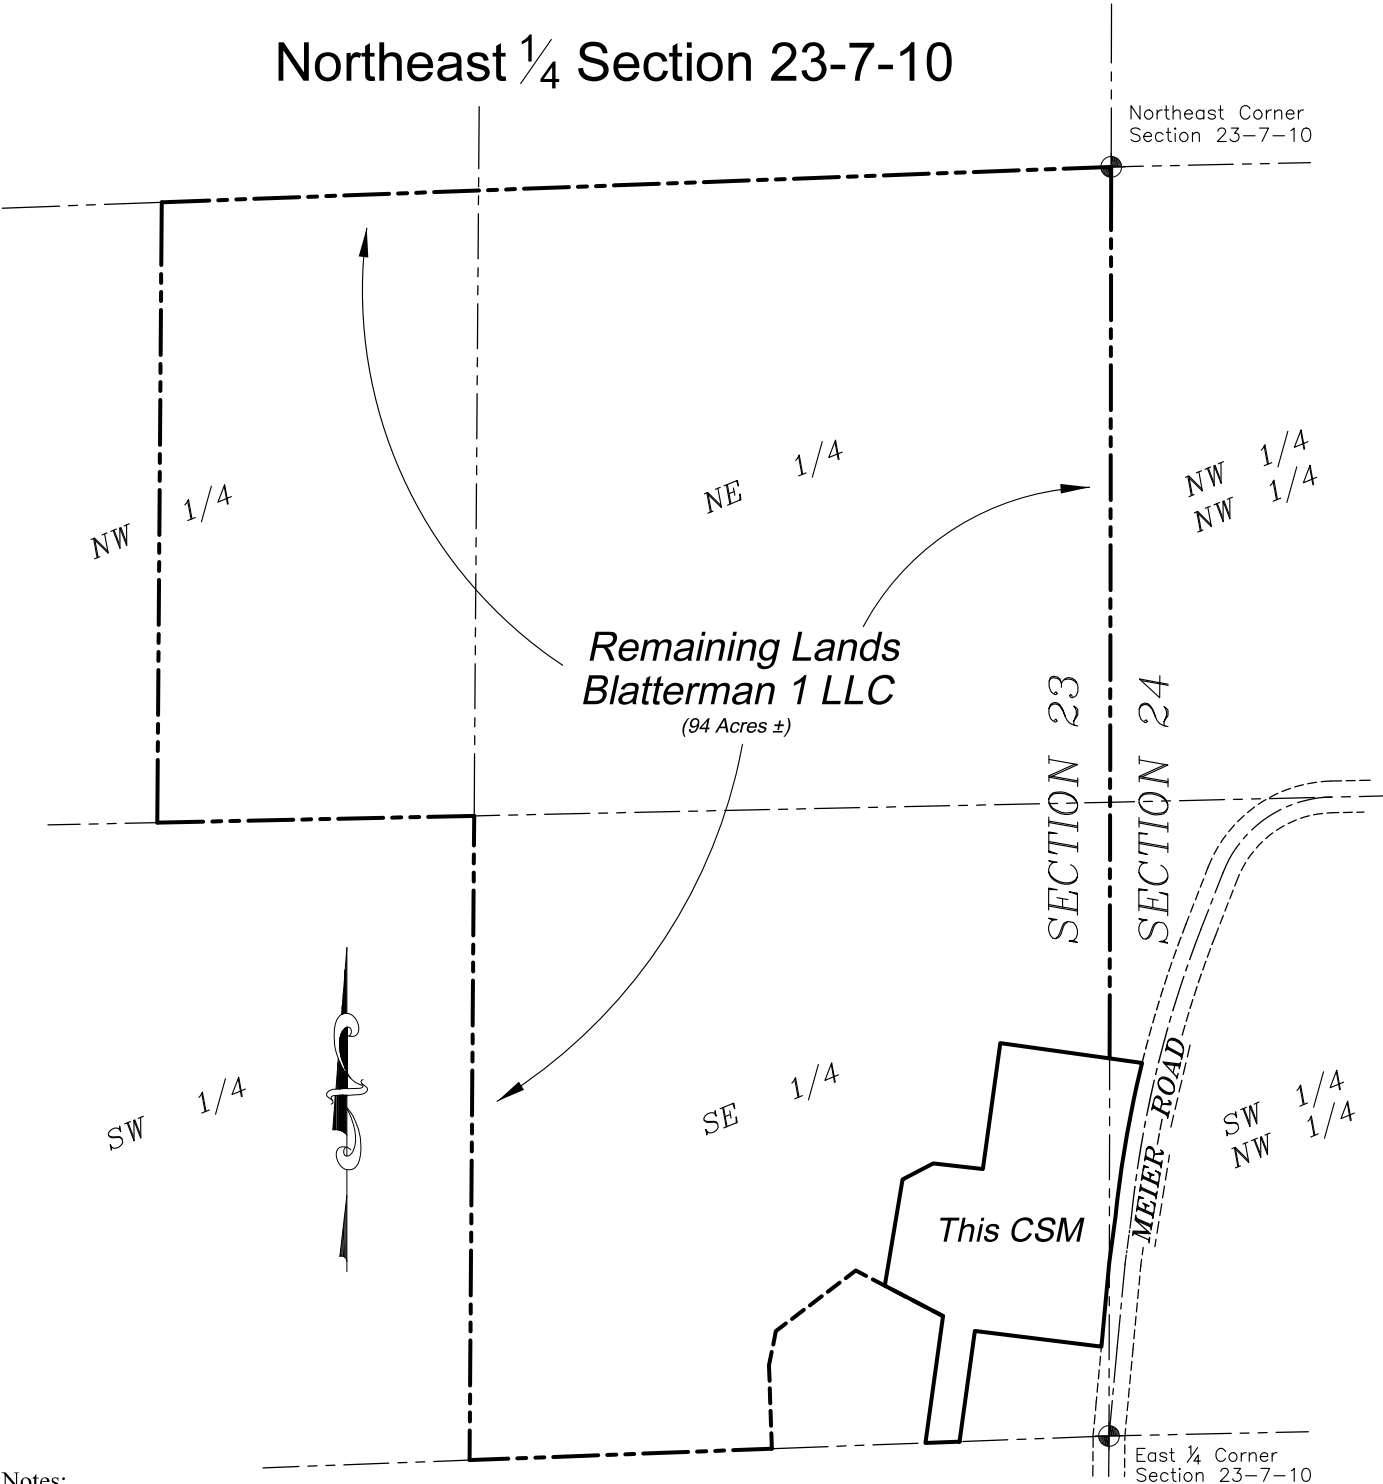 Northeast 1/4 Section 23-7-10
Northeast Corner
Section 23-7-10
NW 1/4
NE 1/4
NW 1/4
NW 1/4
Remaining Lands
Blatterman 1 LLC
(94 Acres ±)
SECTION 23
SECTION 24
SW 1/4
SE 1/4
SW 1/4
NW 1/4
MEIER ROAD
This CSM
East 1/4 Corner
Section 23-7-10
Notes: